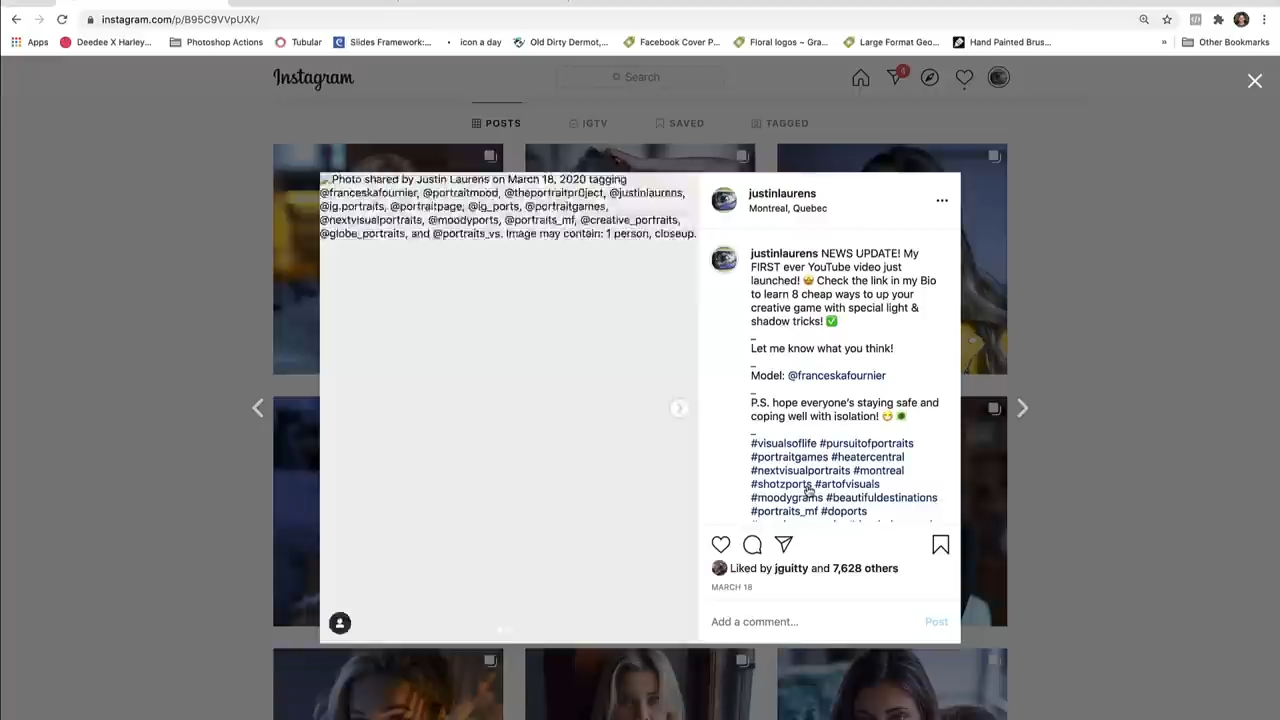 instagram.com/p/B95C9VVpUXk/
Apps
Deedee X Harley...
Photoshop Actions
Tubular
Slides Framework:...
icon a day
Old Dirty Dermot,...
Facebook Cover P...
Floral logos ~ Gra...
Large Format Geo...
Hand Painted Brus...
»
Other Bookmarks
Instagram
Search
4
POSTS
IGTV
SAVED
TAGGED
Photo shared by Justin Laurens on March 18, 2020 tagging
@franceskafournier, @portraitmood, @theportraitpr0ject, @justinlaurens,
@ig.portraits, @portraitpage, @ig_ports, @portraitgames,
@nextvisualportraits, @moodyports, @portraits_mf, @creative_portraits,
@globe_portraits, and @portraits_vs. Image may contain: 1 person, closeup.
justinlaurens
Montreal, Quebec
justinlaurens NEWS UPDATE! My
FIRST ever YouTube video just
launched! 🤩 Check the link in my Bio
to learn 8 cheap ways to up your
creative game with special light &
shadow tricks! ✅
_
Let me know what you think!
_
Model: @franceskafournier
_
P.S. hope everyone's staying safe and
coping well with isolation! 😷
_
#visualsoflife #pursuitofportraits
#portraitgames #heatercentral
#nextvisualportraits #montreal
#shotzports #artofvisuals
#moodygrams #beautifuldestinations
#portraits_mf #doports
Liked by jguitty and 7,628 others
MARCH 18
Add a comment...
Post